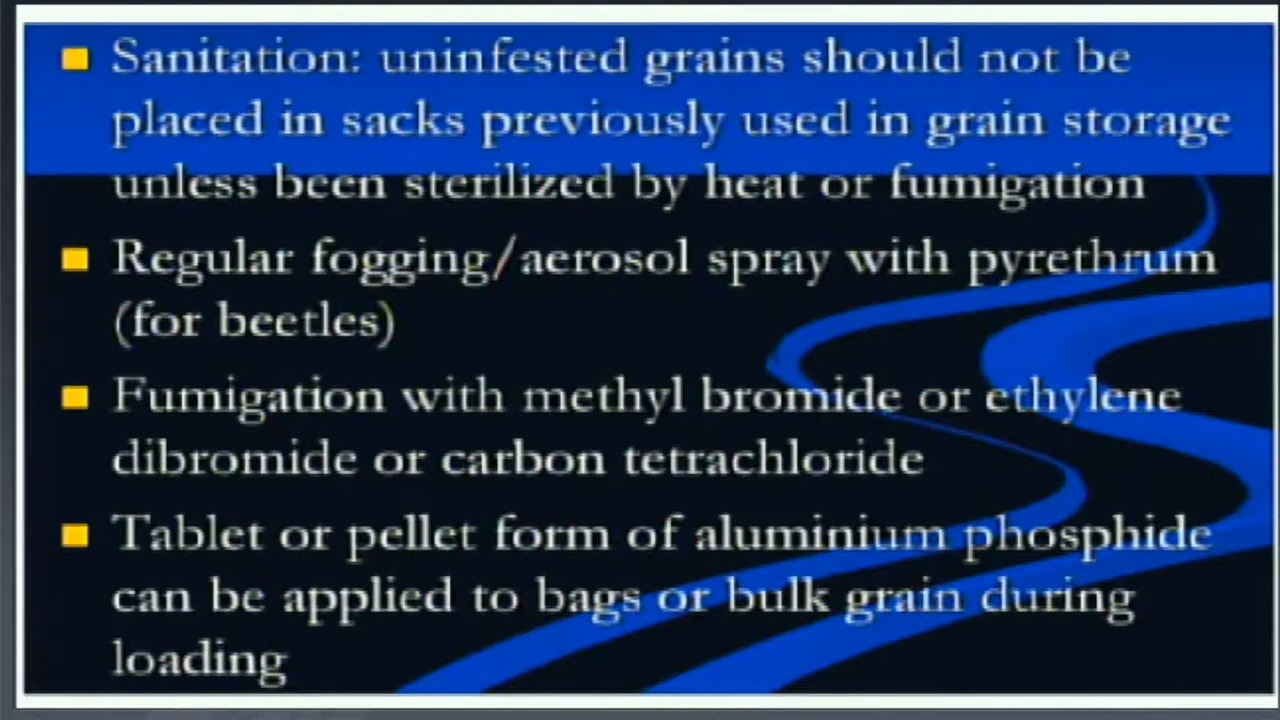 Sanitation: uninfested grains should not be
placed in sacks previously used in grain storage
unless been sterilized by heat or fumigation
Regular fogging/aerosol spray with pyrethrum
(for beetles)
Fumigation with methyl bromide or ethylene
dibromide or carbon tetrachloride
Tablet or pellet form of aluminium phosphide
can be applied to bags or bulk grain during
loading